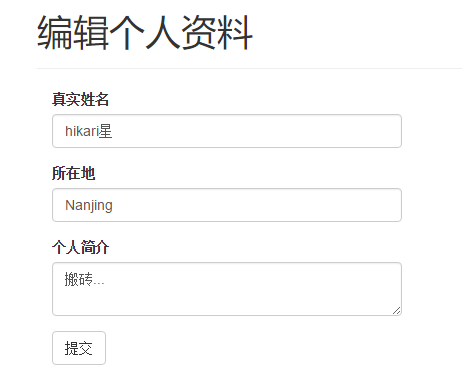 编辑个人资料
真实姓名
hikari星
所在地
Nanjing
个人简介
搬砖...
提交